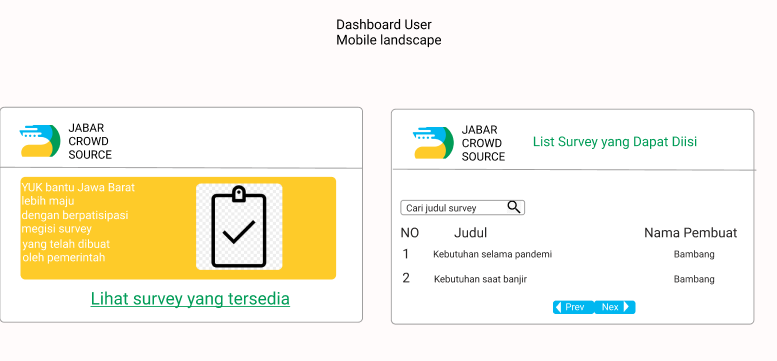 Dashboard User
Mobile landscape
JABAR
CROWD
SOURCE
YUK bantu Jawa Barat
lebih maju
dengan berpatisipasi
megisi survey
yang telah dibuat
oleh pemerintah
Lihat survey yang tersedia
JABAR
CROWD
SOURCE
List Survey yang Dapat Diisi
Cari judul survey
NO Judul Nama Pembuat
1 Kebutuhan selama pandemi Bambang
2 Kebutuhan saat banjir Bambang
Prev Nex